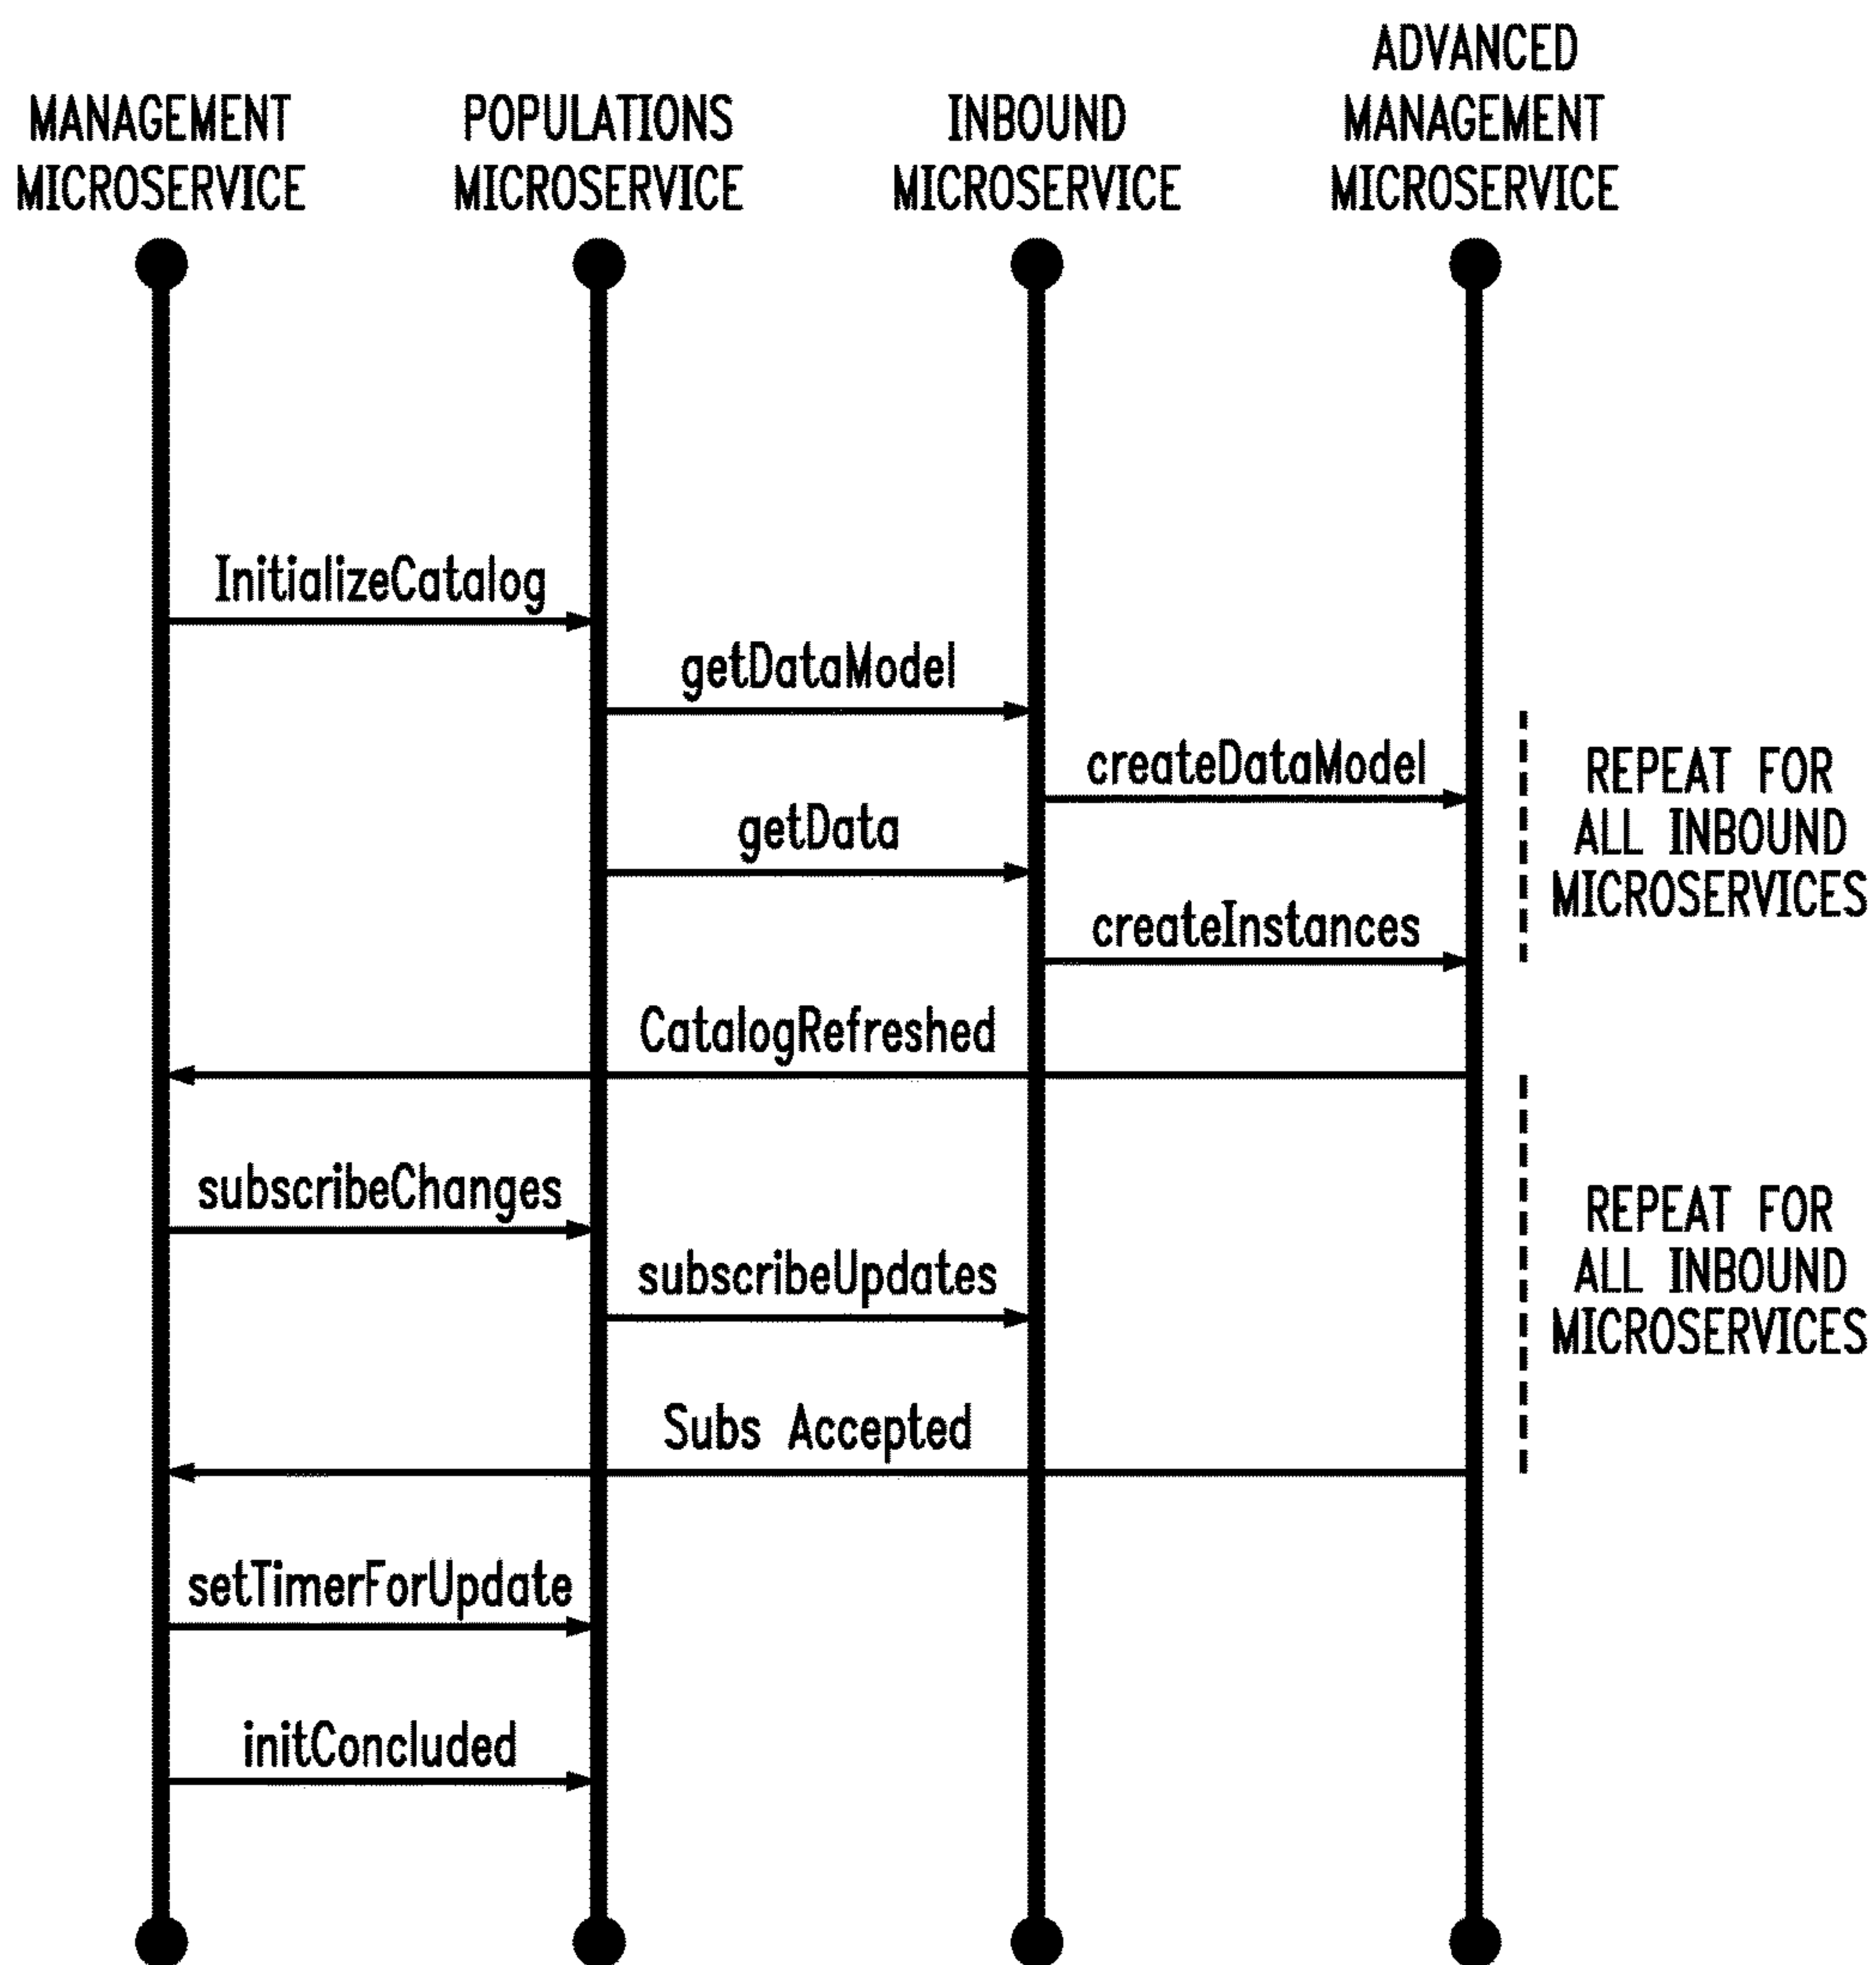 ADVANCED
MANAGEMENT
POPULATIONS
INBOUND
MANAGEMENT
MICROSERVICE
MICROSERVICE
MICROSERVICE
MICROSERVICE
InitializeCatalog
getDataModel
createDataModel
REPEAT FOR
ALL INBOUND
MICROSERVICES
getData
createInstances
CatalogRefreshed
subscribeChanges
REPEAT FOR
ALL INBOUND
MICROSERVICES
subscribeUpdates
Subs Accepted
setTimerForUpdate
initConcluded